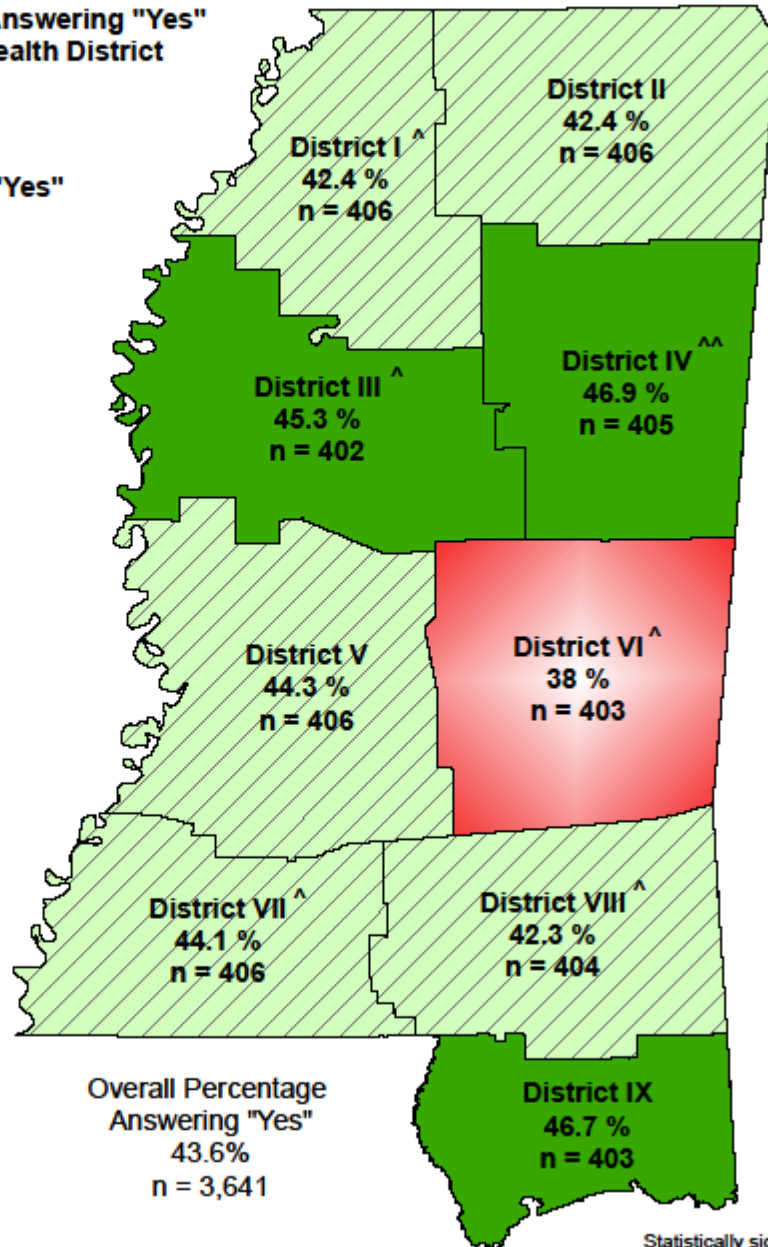 Answering "Yes"
ealth District
"Yes"
District II
42.4 %
n = 406
District I ^
42.4 %
n = 406
District IV ^^
46.9 %
n = 405
District III ^
45.3 %
n = 402
District V
44.3 %
n = 406
District VI ^
38 %
n = 403
District VII ^
44.1 %
n = 406
District VIII ^
42.3 %
n = 404
Overall Percentage
Answering "Yes"
43.6%
n = 3,641
District IX
46.7 %
n = 403
Statistically sig